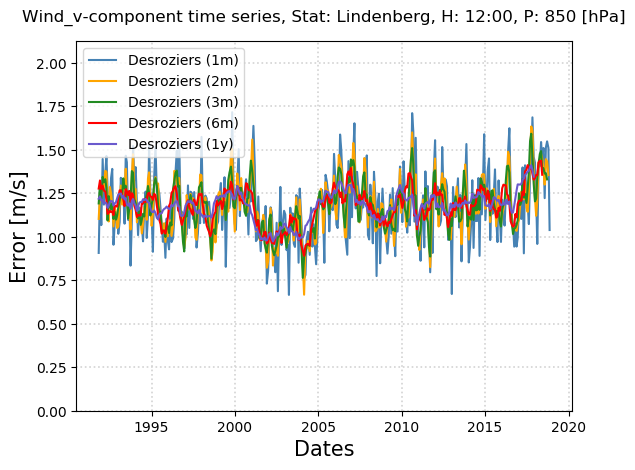 Wind_v-component time series, Stat: Lindenberg, H: 12:00, P: 850 [hPa]
Desroziers (1m)
Desroziers (2m)
Desroziers (3m)
Desroziers (6m)
Desroziers (1y)
Error [m/s]
2.00
1.75
1.50
1.25
1.00
0.75
0.50
0.25
0.00
1995 2000 2005 2010 2015 2020
Dates